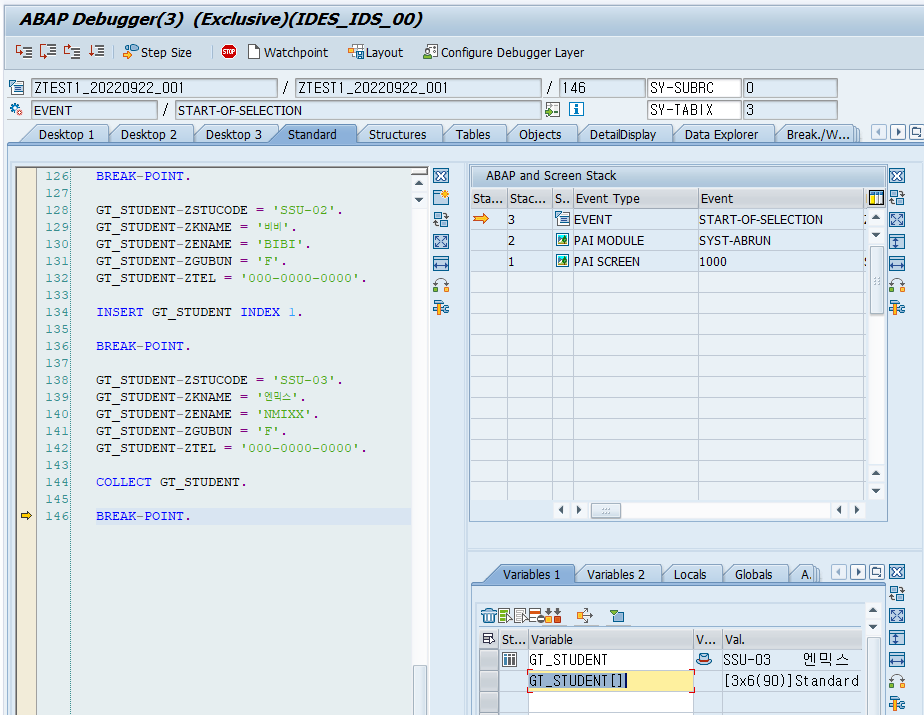 ABAP Debugger(3)  (Exclusive)(IDES_IDS_00)
Step Size STOP Watchpoint Layout Configure Debugger Layer
ZTEST1_20220922_001 / ZTEST1_20220922_001 / 146 SY-SUBRC 0
EVENT / START-OF-SELECTION SY-TABIX 3
Desktop 1 Desktop 2 Desktop 3 Standard Structures Tables Objects DetailDisplay Data Explorer Break./W...
126 BREAK-POINT.
127
128 GT_STUDENT-ZSTUCODE = 'SSU-02'.
129 GT_STUDENT-ZKNAME = '비비'.
130 GT_STUDENT-ZENAME = 'BIBI'.
131 GT_STUDENT-ZGUBUN = 'F'.
132 GT_STUDENT-ZTEL = '000-0000-0000'.
133
134 INSERT GT_STUDENT INDEX 1.
135
136 BREAK-POINT.
137
138 GT_STUDENT-ZSTUCODE = 'SSU-03'.
139 GT_STUDENT-ZKNAME = '엔믹스'.
140 GT_STUDENT-ZENAME = 'NMIXX'.
141 GT_STUDENT-ZGUBUN = 'F'.
142 GT_STUDENT-ZTEL = '000-0000-0000'.
143
144 COLLECT GT_STUDENT.
145
146 BREAK-POINT.
ABAP and Screen Stack
Sta... Stac... S.. Event Type Event
3 EVENT START-OF-SELECTION
2 PAI MODULE SYST-ABRUN
1 PAI SCREEN 1000
Variables 1 Variables 2 Locals Globals A.
St... Variable V... Val.
GT_STUDENT SSU-03 엔믹스
GT_STUDENT[] [3x6(90)]Standard